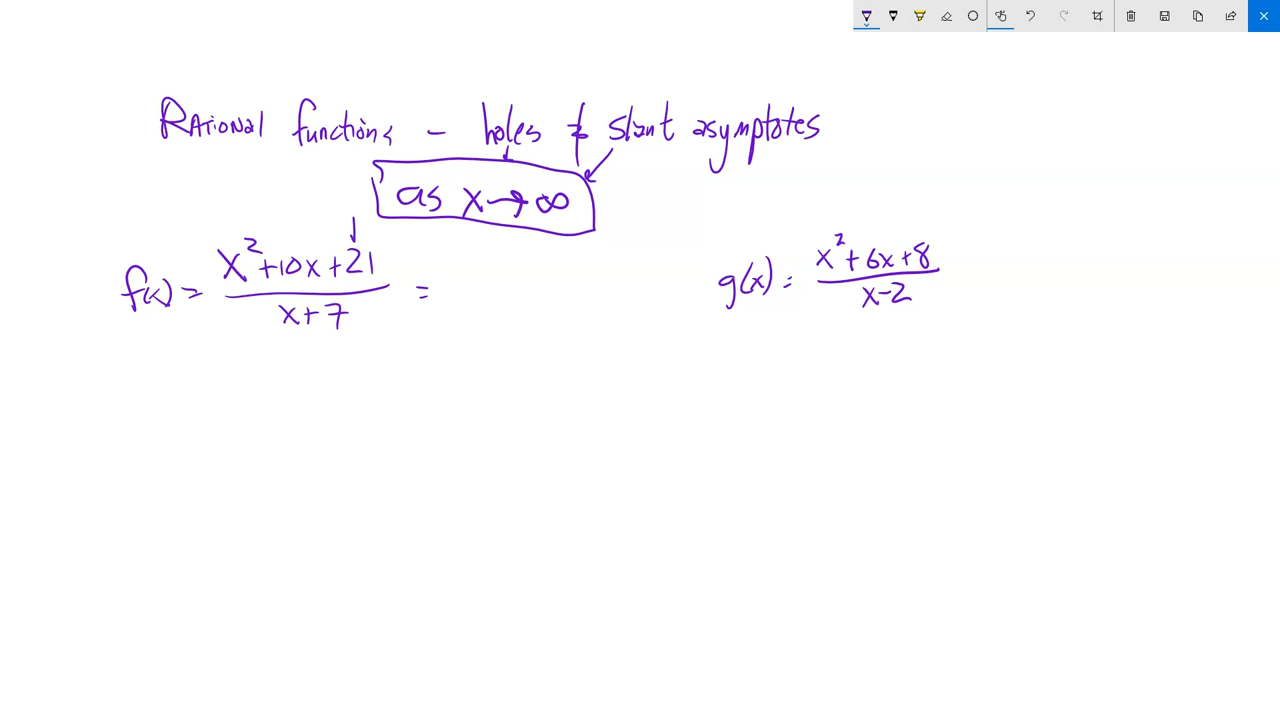 Rational functions - holes & slant asymptotes
as x→∞
f(x) = (x²+10x+21)/(x+7) =
g(x) = (x²+6x+8)/(x-2)